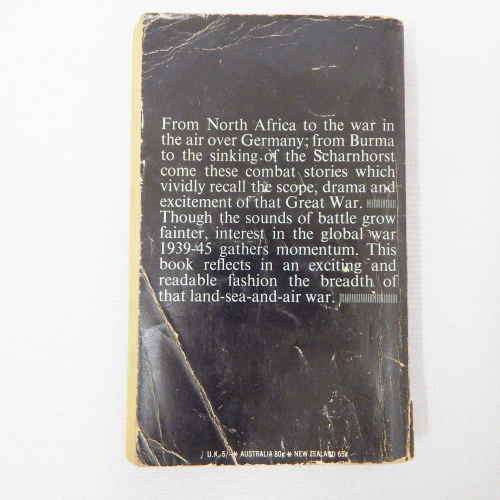 From North Africa to the war in
the air over Germany; from Burma
to the sinking of the Scharnhorst
come these combat stories which
vividly recall the scope, drama and
excitement of that Great War.
Though the sounds of battle grow
fainter, interest in the global war
1939-45 gathers momentum. This
book reflects in an exciting and
readable fashion the breadth of
that land-sea-and-air war.
U.K. 5/- * AUSTRALIA 80c * NEW ZEALAND 65c